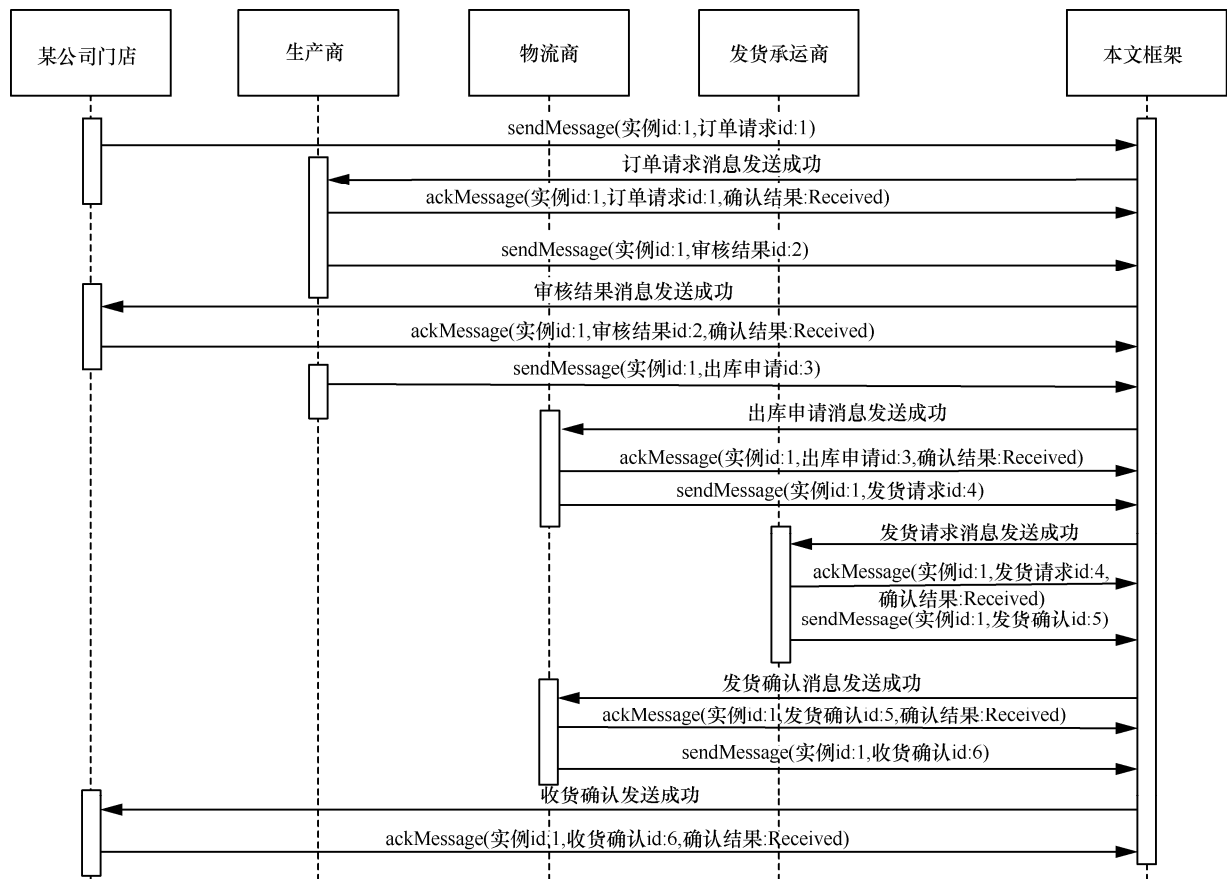 某公司门店
生产商
物流商
发货承运商
本文框架
sendMessage(实例id:1,订单请求id:1)
订单请求消息发送成功
ackMessage(实例id:1,订单请求id:1,确认结果:Received)
sendMessage(实例id:1,审核结果id:2)
审核结果消息发送成功
ackMessage(实例id:1,审核结果id:2,确认结果:Received)
sendMessage(实例id:1,出库申请id:3)
出库申请消息发送成功
ackMessage(实例id:1,出库申请id:3,确认结果:Received)
sendMessage(实例id:1,发货请求id:4)
发货请求消息发送成功
ackMessage(实例id:1,发货请求id:4,
确认结果:Received)
sendMessage(实例id:1,发货确认id:5)
发货确认消息发送成功
ackMessage(实例id:1,发货确认id:5,确认结果:Received)
sendMessage(实例id:1,收货确认id:6)
收货确认发送成功
ackMessage(实例id:1,收货确认id:6,确认结果:Received)